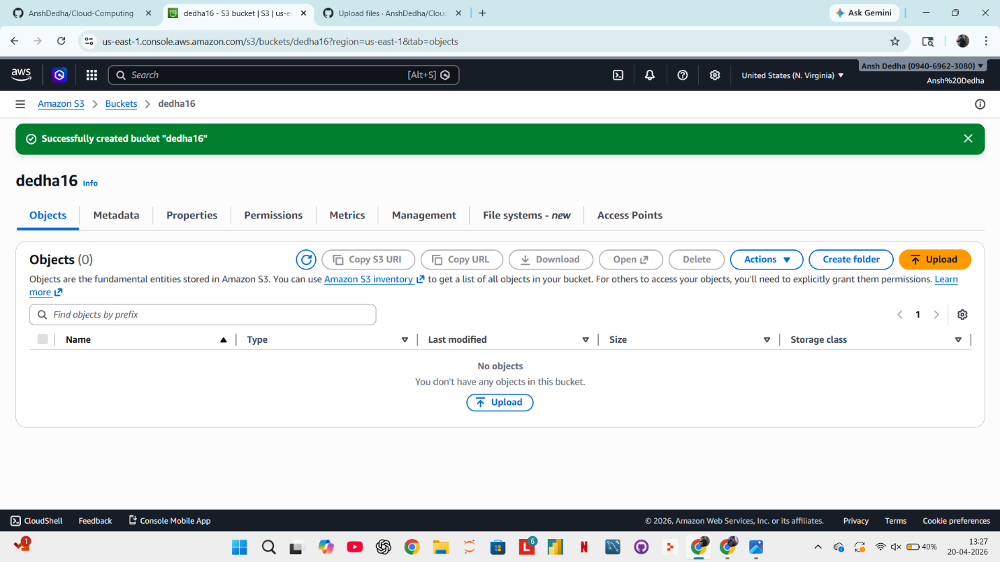 AnshDedha/Cloud-Computing
dedha16 - S3 bucket | S3 | us-ea
Upload files · AnshDedha/Cloud
Ask Gemini
us-east-1.console.aws.amazon.com/s3/buckets/dedha16?region=us-east-1&tab=objects
aws
Search
[Alt+S]
United States (N. Virginia)
Ansh Dedha (0940-6962-3080)
Ansh%20Dedha
Amazon S3
Buckets
dedha16
Successfully created bucket "dedha16"
dedha16 Info
Objects
Metadata
Properties
Permissions
Metrics
Management
File systems - new
Access Points
Objects (0)
Copy S3 URI
Copy URL
Download
Open
Delete
Actions
Create folder
Upload
Objects are the fundamental entities stored in Amazon S3. You can use Amazon S3 inventory to get a list of all objects in your bucket. For others to access your objects, you'll need to explicitly grant them permissions. Learn
more
Find objects by prefix
1
Name
Type
Last modified
Size
Storage class
No objects
You don't have any objects in this bucket.
Upload
CloudShell
Feedback
Console Mobile App
© 2026, Amazon Web Services, Inc. or its affiliates.
Privacy
Terms
Cookie preferences
1
L
6
N
40%
13:27
20-04-2026